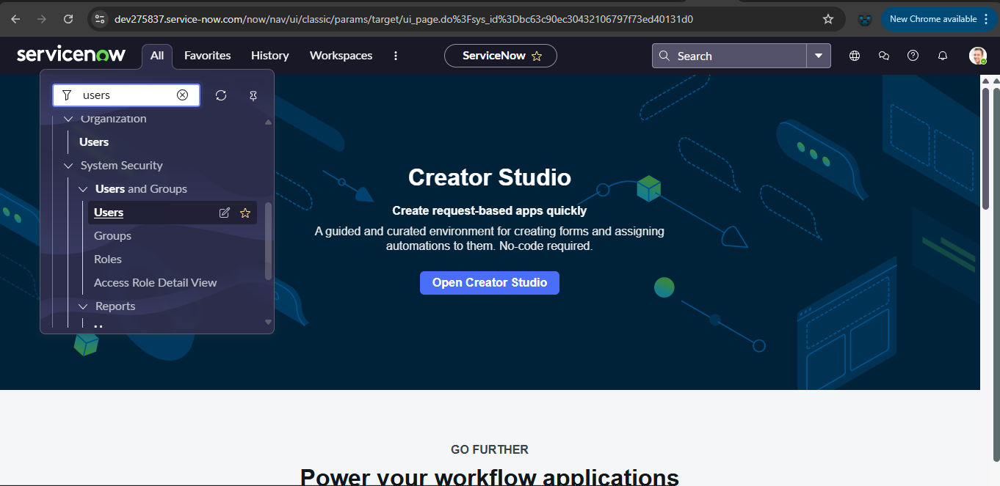 dev275837.service-now.com/now/nav/ui/classic/params/target/ui_page.do%3Fsys_id%3Dbc63c90ec30432106797f73ed40131d0
New Chrome available
servicenow
All
Favorites
History
Workspaces
ServiceNow
Search
users
Organization
Users
System Security
Users and Groups
Users
Groups
Roles
Access Role Detail View
Reports
Creator Studio
Create request-based apps quickly
A guided and curated environment for creating forms and assigning
automations to them. No-code required.
Open Creator Studio
GO FURTHER
Power your workflow applications